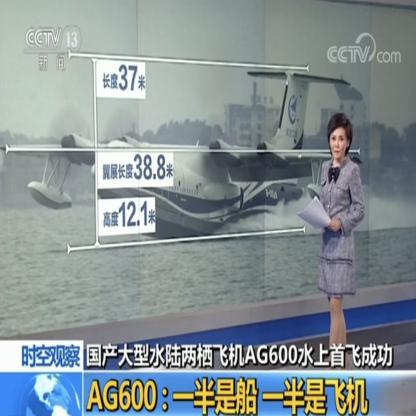 CCTV 13
新闻
CCTV.com
长度37米
翼展长度38.8米
高度12.1米
时空观察
国产大型水陆两栖飞机AG600水上首飞成功
AG600：一半是船 一半是飞机